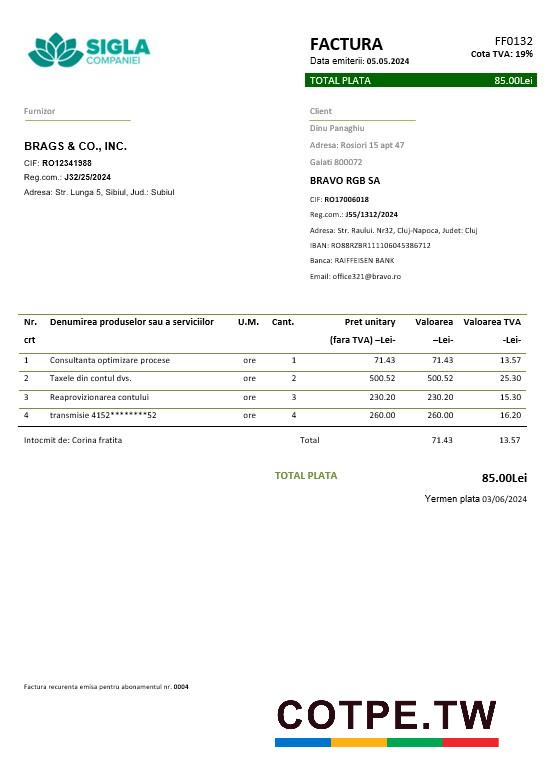 SIGLA
COMPANIEI
FACTURA
FF0132
Data emiterii: 05.05.2024
Cota TVA: 19%
TOTAL PLATA 85.00Lei
Furnizor
BRAGS & CO., INC.
CIF: RO12341988
Reg.com.: J32/25/2024
Adresa: Str. Lunga 5, Sibiul, Jud.: Subiul
Client
Dinu Panaghiu
Adresa: Rosiori 15 apt 47
Galati 800072
BRAVO RGB SA
CIF: RO17006018
Reg.com.: J55/1312/2024
Adresa: Str. Raului. Nr32, Cluj-Napoca, Judet: Cluj
IBAN: RO88RZBR111106045386712
Banca: RAIFFEISEN BANK
Email: office321@bravo.ro
Nr. Denumirea produselor sau a serviciilor U.M. Cant. Pret unitary Valoarea Valoarea TVA
crt (fara TVA) –Lei- –Lei- -Lei-
1 Consultanta optimizare procese ore 1 71.43 71.43 13.57
2 Taxele din contul dvs. ore 2 500.52 500.52 25.30
3 Reaprovizionarea contului ore 3 230.20 230.20 15.30
4 transmisie 4152********52 ore 4 260.00 260.00 16.20
Intocmit de: Corina fratita Total 71.43 13.57
TOTAL PLATA 85.00Lei
Yermen plata 03/06/2024
Factura recurenta emisa pentru abonamentul nr. 0004
COTPE.TW